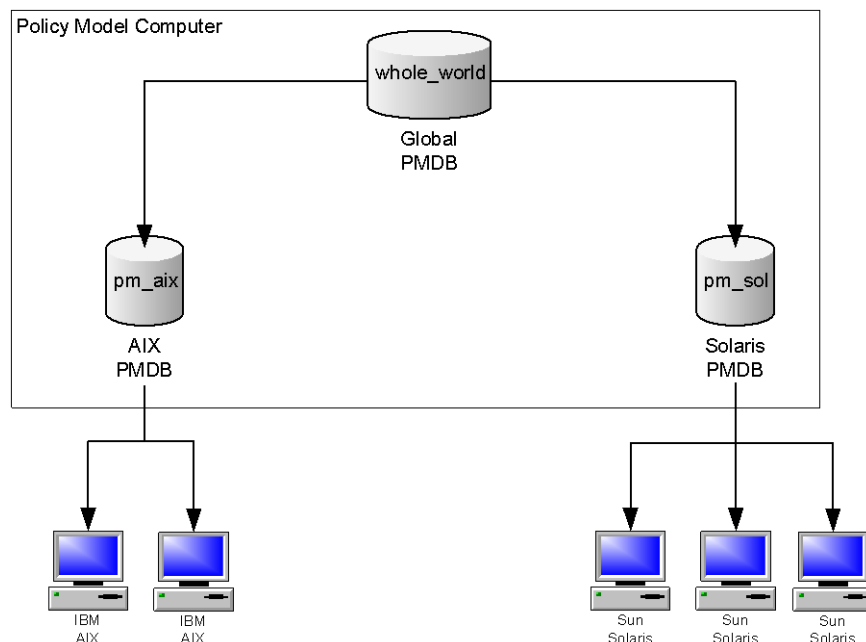 Policy Model Computer
whole_world
Global
PMDB
pm_aix
pm_sol
AIX
PMDB
Solaris
PMDB
IBM
AIX
IBM
AIX
Sun
Solaris
Sun
Solaris
Sun
Solaris